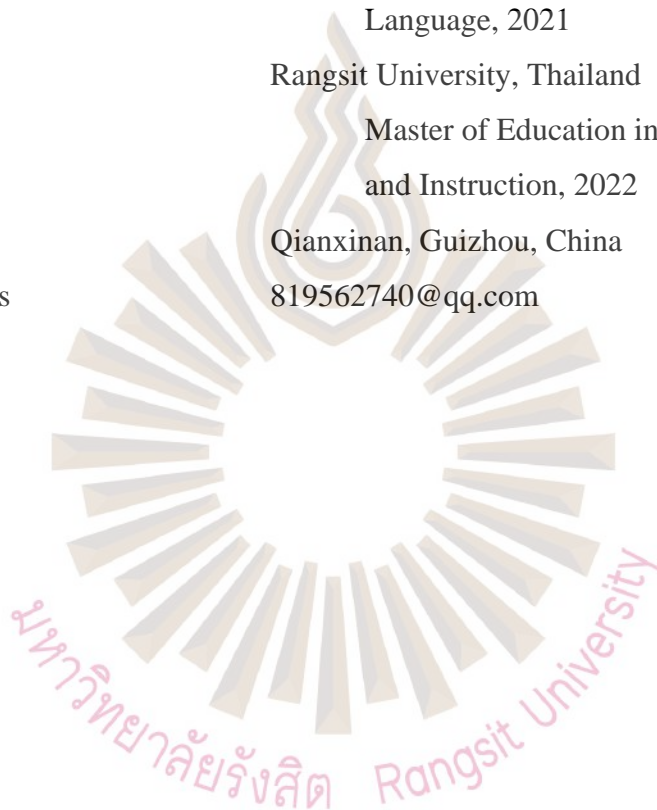 Language, 2021
Rangsit University, Thailand
Master of Education in
and Instruction, 2022
Qianxinan, Guizhou, China
s 819562740@qq.com
มหาวิทยาลัยรังสิต Rangsit University